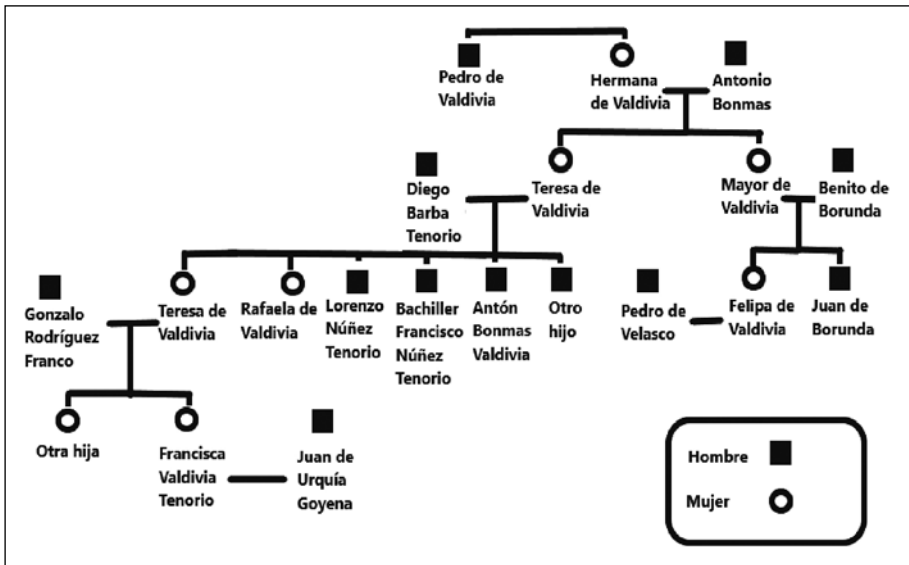 Pedro de
Valdivia
Hermana
de Valdivia
Antonio
Bonmas
Diego
Barba
Tenorio
Teresa de
Valdivia
Mayor de
Valdivia
Benito de
Borunda
Gonzalo
Rodríguez
Franco
Teresa de
Valdivia
Rafaela de
Valdivia
Lorenzo
Núñez
Tenorio
Bachiller
Francisco
Núñez
Tenorio
Antón
Bonmas
Valdivia
Otro
hijo
Pedro de
Velasco
Felipa de
Valdivia
Juan de
Borunda
Otra hija
Francisca
Valdivia
Tenorio
Juan de
Urquía
Goyena
Hombre
Mujer